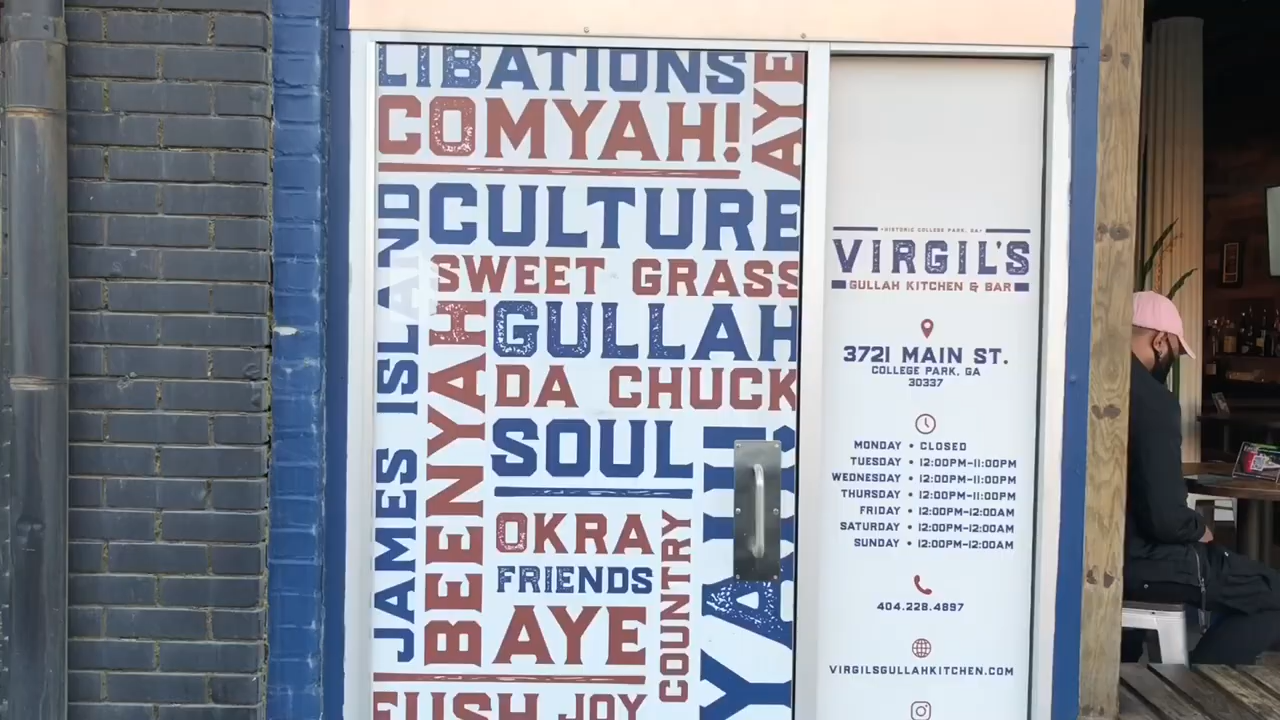 LIBATIONS
COMYAH!
AYE
CULTURE
SWEET GRASS
JAMES ISLAND
BEENYAH
GULLAH
DA CHUCK
SOUL
OKRA
FRIENDS
AYE
COUNTRY
JOY
HISTORIC COLLEGE PARK, GA
VIRGIL'S
GULLAH KITCHEN & BAR
3721 MAIN ST.
COLLEGE PARK, GA
30337
MONDAY • CLOSED
TUESDAY • 12:00PM-11:00PM
WEDNESDAY • 12:00PM-11:00PM
THURSDAY • 12:00PM-11:00PM
FRIDAY • 12:00PM-12:00AM
SATURDAY • 12:00PM-12:00AM
SUNDAY • 12:00PM-12:00AM
404.228.4897
VIRGILSGULLAHKITCHEN.COM